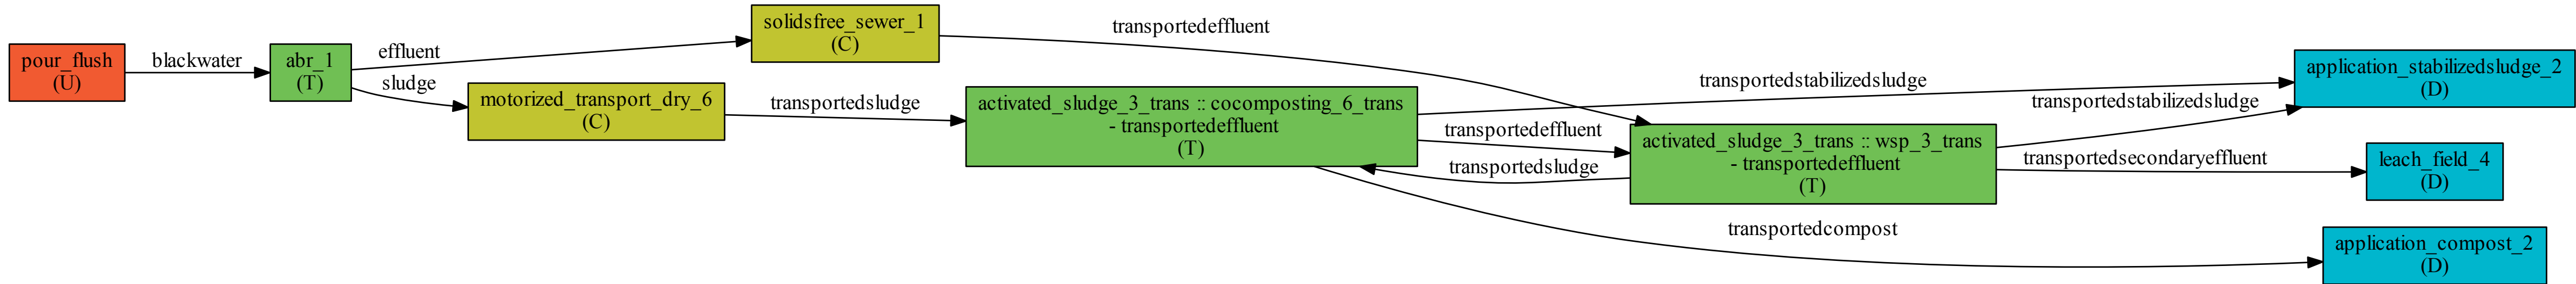 pour_flush
(U)
blackwater
abr_1
(T)
effluent
sludge
solidsfree_sewer_1
(C)
motorized_transport_dry_6
(C)
transportedeffluent
transportedsludge
activated_sludge_3_trans :: cocomposting_6_trans
- transportedeffluent
(T)
transportedstabilizedsludge
transportedeffluent
transportedsludge
transportedcompost
activated_sludge_3_trans :: wsp_3_trans
- transportedeffluent
(T)
transportedstabilizedsludge
transportedsecondaryeffluent
application_stabilizedsludge_2
(D)
leach_field_4
(D)
application_compost_2
(D)